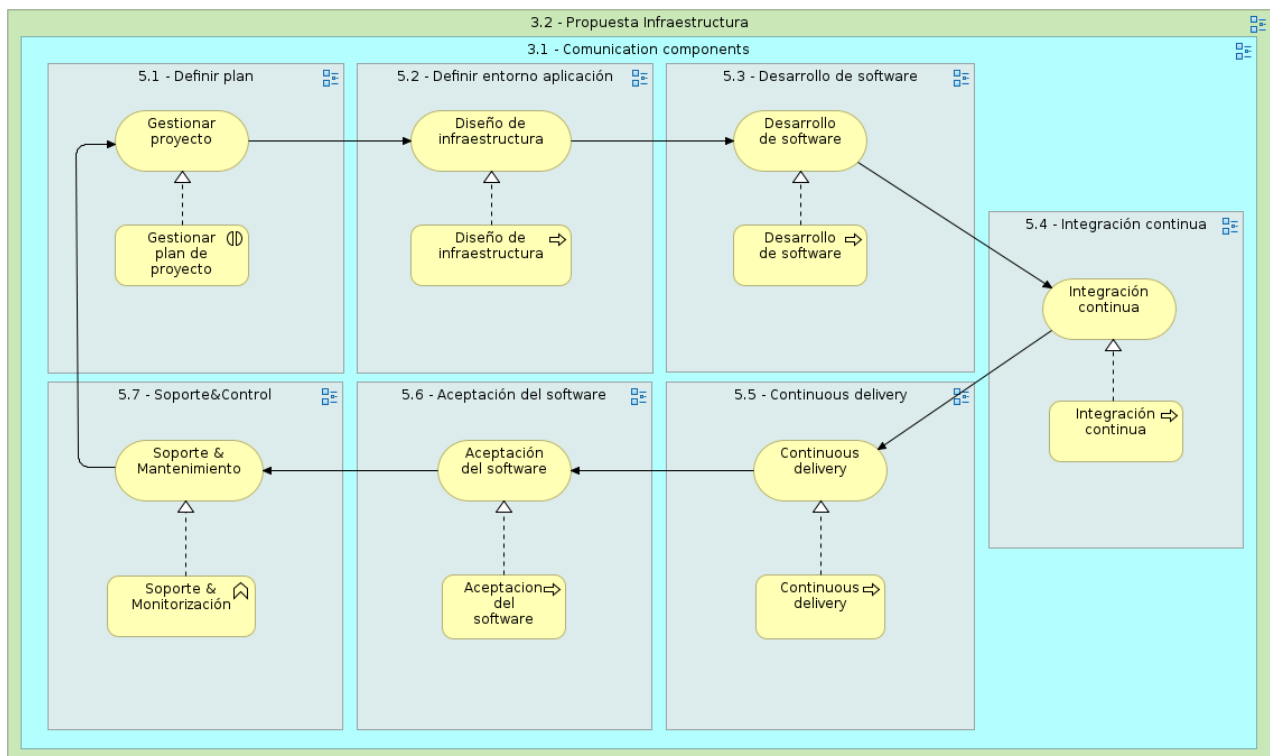 3.2 - Propuesta Infraestructura
3.1 - Comunication components
5.1 - Definir plan
Gestionar
proyecto
Gestionar
plan de
proyecto
5.2 - Definir entorno aplicación
Diseño de
infraestructura
Diseño de
infraestructura
5.3 - Desarrollo de software
Desarrollo
de software
Desarrollo
de software
5.4 - Integración continua
Integración
continua
Integración
continua
5.7 - Soporte&Control
Soporte &
Mantenimiento
Soporte &
Monitorización
5.6 - Aceptación del software
Aceptación
del software
Aceptacion
del
software
5.5 - Continuous delivery
Continuous
delivery
Continuous
delivery